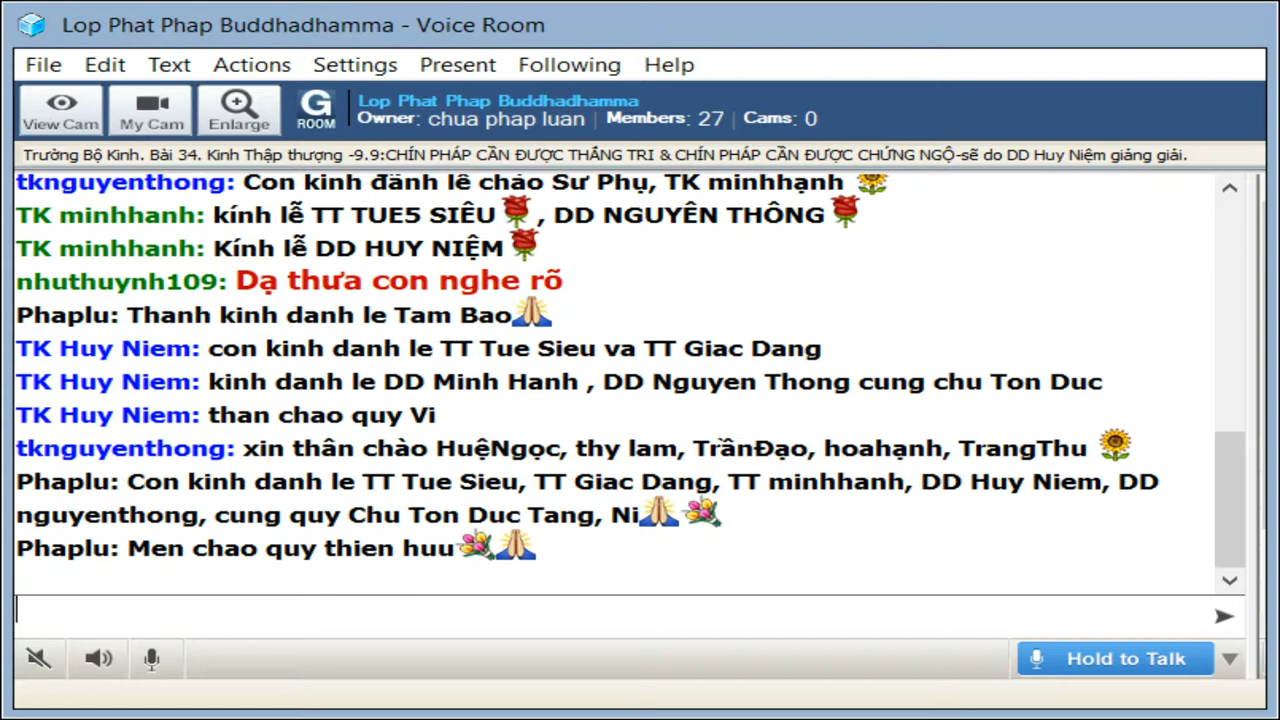 Lop Phat Phap Buddhadhamma - Voice Room
File Edit Text Actions Settings Present Following Help
View Cam My Cam Enlarge G ROOM Lop Phat Phap Buddhadhamma
Owner: chua phap luan | Members: 27 | Cams: 0
Trường Bộ Kinh. Bài 34. Kinh Thập thượng -9.9:CHÍN PHÁP CẦN ĐƯỢC THẮNG TRI & CHÍN PHÁP CẦN ĐƯỢC CHỨNG NGỘ-sẽ do DD Huy Niệm giảng giải.
tknguyenthong: Con kinh đãnh lễ chảo Sư Phụ, TK minhhạnh
TK minhhanh: kính lễ TT TUE5 SIÊU , DD NGUYÊN THÔNG
TK minhhanh: Kính lễ DD HUY NIỆM
nhuthuynh109: Dạ thưa con nghe rõ
Phaplu: Thanh kinh danh le Tam Bao
TK Huy Niem: con kinh danh le TT Tue Sieu va TT Giac Dang
TK Huy Niem: kinh danh le DD Minh Hanh , DD Nguyen Thong cung chu Ton Duc
TK Huy Niem: than chao quy Vi
tknguyenthong: xin thân chào HuệNgọc, thy lam, TrầnĐạo, hoahạnh, TrangThu
Phaplu: Con kinh danh le TT Tue Sieu, TT Giac Dang, TT minhhanh, DD Huy Niem, DD
nguyenthong, cung quy Chu Ton Duc Tang, Ni
Phaplu: Men chao quy thien huu
Hold to Talk